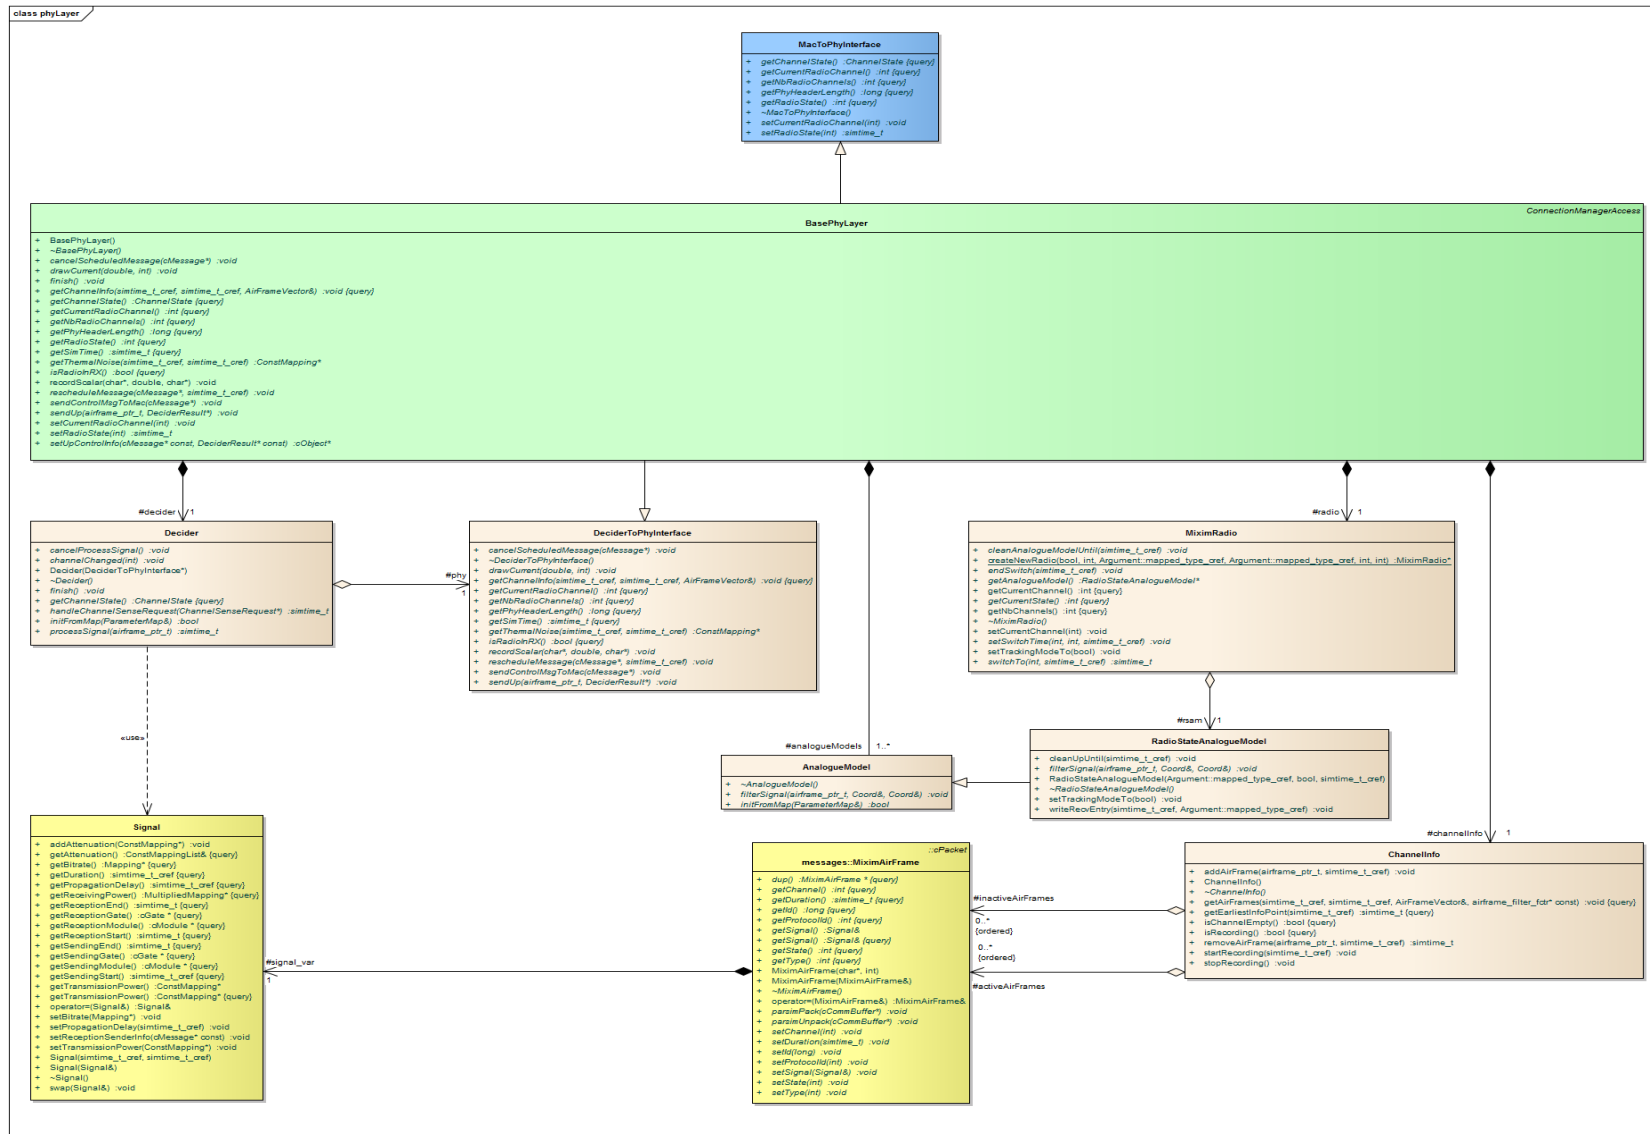 class phyLayer
MacToPhyInterface
+ getChannelState() :ChannelState {query}
+ getCurrentRadioChannel() :int {query}
+ getNbRadioChannels() :int {query}
+ getPhyHeaderLength() :long {query}
+ getRadioState() :int {query}
+ ~MacToPhyInterface()
+ setCurrentRadioChannel(int) :void
+ setRadioState(int) :simtime_t
ConnectionManagerAccess
BasePhyLayer
+ BasePhyLayer()
+ ~BasePhyLayer()
+ cancelScheduledMessage(cMessage*) :void
+ drawCurrent(double, int) :void
+ finish() :void
+ getChannelInfo(simtime_t_cref, simtime_t_cref, AirFrameVector&) :void {query}
+ getChannelState() :ChannelState {query}
+ getCurrentRadioChannel() :int {query}
+ getNbRadioChannels() :int {query}
+ getPhyHeaderLength() :long {query}
+ getRadioState() :int {query}
+ getSimTime() :simtime_t {query}
+ getThermalNoise(simtime_t_cref, simtime_t_cref) :ConstMapping*
+ isRadioInRX() :bool {query}
+ recordScalar(char*, double, char*) :void
+ rescheduleMessage(cMessage*, simtime_t_cref) :void
+ sendControlMsgToMac(cMessage*) :void
+ sendUp(airframe_ptr_t, DeciderResult*) :void
+ setCurrentRadioChannel(int) :void
+ setRadioState(int) :simtime_t
+ setUpControlInfo(cMessage* const, DeciderResult* const) :cObject*
#decider 1
Decider
+ cancelProcessSignal() :void
+ channelChanged(int) :void
+ Decider(DeciderToPhyInterface*)
+ ~Decider()
+ finish() :void
+ getChannelState() :ChannelState {query}
+ handleChannelSenseRequest(ChannelSenseRequest*) :simtime_t
+ initFromMap(ParameterMap&) :bool
+ processSignal(airframe_ptr_t) :simtime_t
#phy
1
DeciderToPhyInterface
+ cancelScheduledMessage(cMessage*) :void
+ ~DeciderToPhyInterface()
+ drawCurrent(double, int) :void
+ getChannelInfo(simtime_t_cref, simtime_t_cref, AirFrameVector&) :void {query}
+ getCurrentRadioChannel() :int {query}
+ getNbRadioChannels() :int {query}
+ getPhyHeaderLength() :long {query}
+ getSimTime() :simtime_t {query}
+ getThermalNoise(simtime_t_cref, simtime_t_cref) :ConstMapping*
+ isRadioInRX() :bool {query}
+ recordScalar(char*, double, char*) :void
+ rescheduleMessage(cMessage*, simtime_t_cref) :void
+ sendControlMsgToMac(cMessage*) :void
+ sendUp(airframe_ptr_t, DeciderResult*) :void
#radio 1
MiximRadio
+ cleanAnalogueModelUntil(simtime_t_cref) :void
+ createNewRadio(bool, int, Argument::mapped_type_cref, Argument::mapped_type_cref, int, int) :MiximRadio*
+ endSwitch(simtime_t_cref) :void
+ getAnalogueModel() :RadioStateAnalogueModel*
+ getCurrentChannel() :int {query}
+ getCurrentState() :int {query}
+ getNbChannels() :int {query}
+ ~MiximRadio()
+ setCurrentChannel(int) :void
+ setSwitchTime(int, int, simtime_t_cref) :void
+ setTrackingModeTo(bool) :void
+ switchTo(int, simtime_t_cref) :simtime_t
«use»
#analogueModels 1..*
AnalogueModel
+ ~AnalogueModel()
+ filterSignal(airframe_ptr_t, Coord&, Coord&) :void
+ initFromMap(ParameterMap&) :bool
#rsam 1
RadioStateAnalogueModel
+ cleanUpUntil(simtime_t_cref) :void
+ filterSignal(airframe_ptr_t, Coord&, Coord&) :void
+ RadioStateAnalogueModel(Argument::mapped_type_cref, bool, simtime_t_cref)
+ ~RadioStateAnalogueModel()
+ setTrackingModeTo(bool) :void
+ writeRecvEntry(simtime_t_cref, Argument::mapped_type_cref) :void
Signal
+ addAttenuation(ConstMapping*) :void
+ getAttenuation() :ConstMappingList& {query}
+ getBitrate() :Mapping* {query}
+ getDuration() :simtime_t_cref {query}
+ getPropagationDelay() :simtime_t_cref {query}
+ getReceivingPower() :MultipliedMapping* {query}
+ getReceptionEnd() :simtime_t {query}
+ getReceptionGate() :cGate * {query}
+ getReceptionModule() :cModule * {query}
+ getReceptionStart() :simtime_t {query}
+ getSendingEnd() :simtime_t {query}
+ getSendingGate() :cGate * {query}
+ getSendingModule() :cModule * {query}
+ getSendingStart() :simtime_t_cref {query}
+ getTransmissionPower() :ConstMapping*
+ getTransmissionPower() :ConstMapping* {query}
+ operator=(Signal&) :Signal&
+ setBitrate(Mapping*) :void
+ setPropagationDelay(simtime_t_cref) :void
+ setReceptionSenderInfo(cMessage* const) :void
+ setTransmissionPower(ConstMapping*) :void
+ Signal(simtime_t_cref, simtime_t_cref)
+ Signal(Signal&)
+ ~Signal()
+ swap(Signal&) :void
#signal_var
1
::cPacket
messages::MiximAirFrame
+ dup() :MiximAirFrame * {query}
+ getChannel() :int {query}
+ getDuration() :simtime_t {query}
+ getId() :long {query}
+ getProtocolId() :int {query}
+ getSignal() :Signal&
+ getSignal() :Signal& {query}
+ getState() :int {query}
+ getType() :int {query}
+ MiximAirFrame(char*, int)
+ MiximAirFrame(MiximAirFrame&)
+ ~MiximAirFrame()
+ operator=(MiximAirFrame&) :MiximAirFrame&
+ parsimPack(cCommBuffer*) :void
+ parsimUnpack(cCommBuffer*) :void
+ setChannel(int) :void
+ setDuration(simtime_t) :void
+ setId(long) :void
+ setProtocolId(int) :void
+ setSignal(Signal&) :void
+ setState(int) :void
+ setType(int) :void
#inactiveAirFrames
0..*
{ordered}
0..*
{ordered}
#activeAirFrames
#channelInfo 1
ChannelInfo
+ addAirFrame(airframe_ptr_t, simtime_t_cref) :void
+ ChannelInfo()
+ ~ChannelInfo()
+ getAirFrames(simtime_t_cref, simtime_t_cref, AirFrameVector&, airframe_filter_fctr* const) :void {query}
+ getEarliestInfoPoint(simtime_t_cref) :simtime_t {query}
+ isChannelEmpty() :bool {query}
+ isRecording() :bool {query}
+ removeAirFrame(airframe_ptr_t, simtime_t_cref) :simtime_t
+ startRecording(simtime_t_cref) :void
+ stopRecording() :void